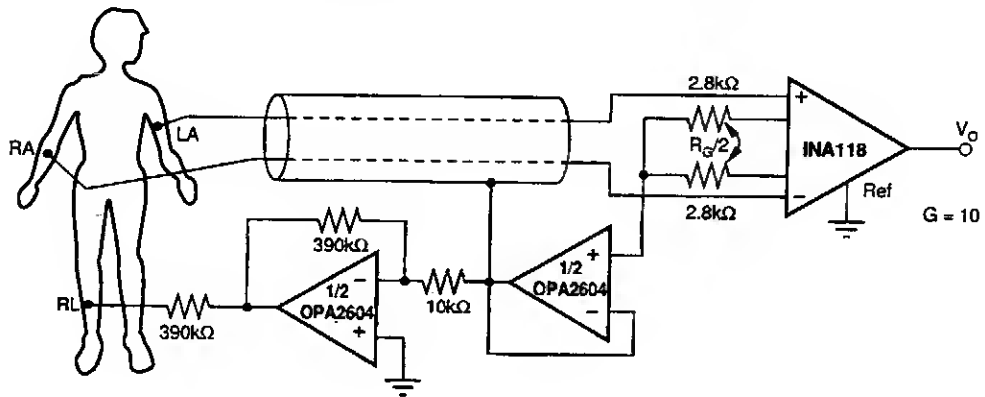 2.8kΩ
+
LA
RA
R_G/2
INA118
V_O
Ref
−
2.8kΩ
G = 10
390kΩ
+
1/2
OPA2604
−
10kΩ
−
1/2
OPA2604
+
RL
390kΩ